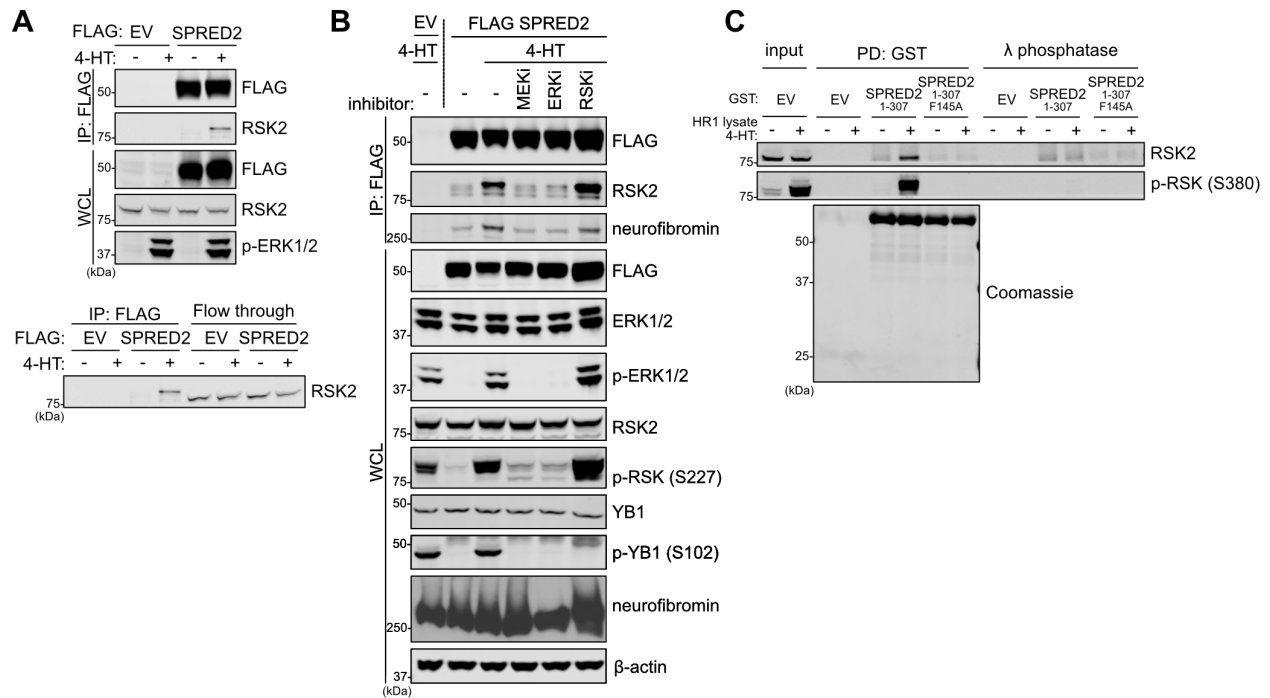 A
FLAG: EV SPRED2
4-HT: - + - +
IP: FLAG
50- FLAG
RSK2
WCL
50- FLAG
75- RSK2
37- p-ERK1/2
(kDa)
IP: FLAG Flow through
FLAG: EV SPRED2 EV SPRED2
4-HT: - + - + - + - +
75- RSK2
(kDa)
B
EV FLAG SPRED2
4-HT - 4-HT
inhibitor: - - - MEKi ERKi RSKi
IP: FLAG
50- FLAG
75- RSK2
250- neurofibromin
WCL
50- FLAG
37- ERK1/2
37- p-ERK1/2
75- RSK2
75- p-RSK (S227)
50- YB1
50- p-YB1 (S102)
250- neurofibromin
37- β-actin
(kDa)
C
input PD: GST λ phosphatase
GST: EV EV SPRED2 1-307 SPRED2 1-307 F145A EV SPRED2 1-307 SPRED2 1-307 F145A
HR1 lysate
4-HT: - + - + - + - + - + - + - +
75- RSK2
75- p-RSK (S380)
50-
37-
Coomassie
25-
(kDa)